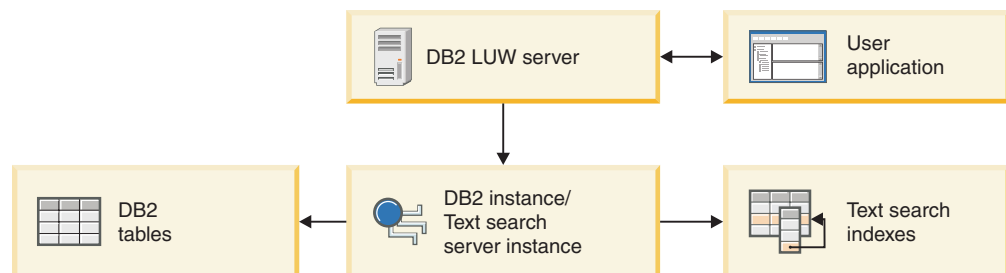 DB2 LUW server
User
application
DB2
tables
DB2 instance/
Text search
server instance
Text search
indexes